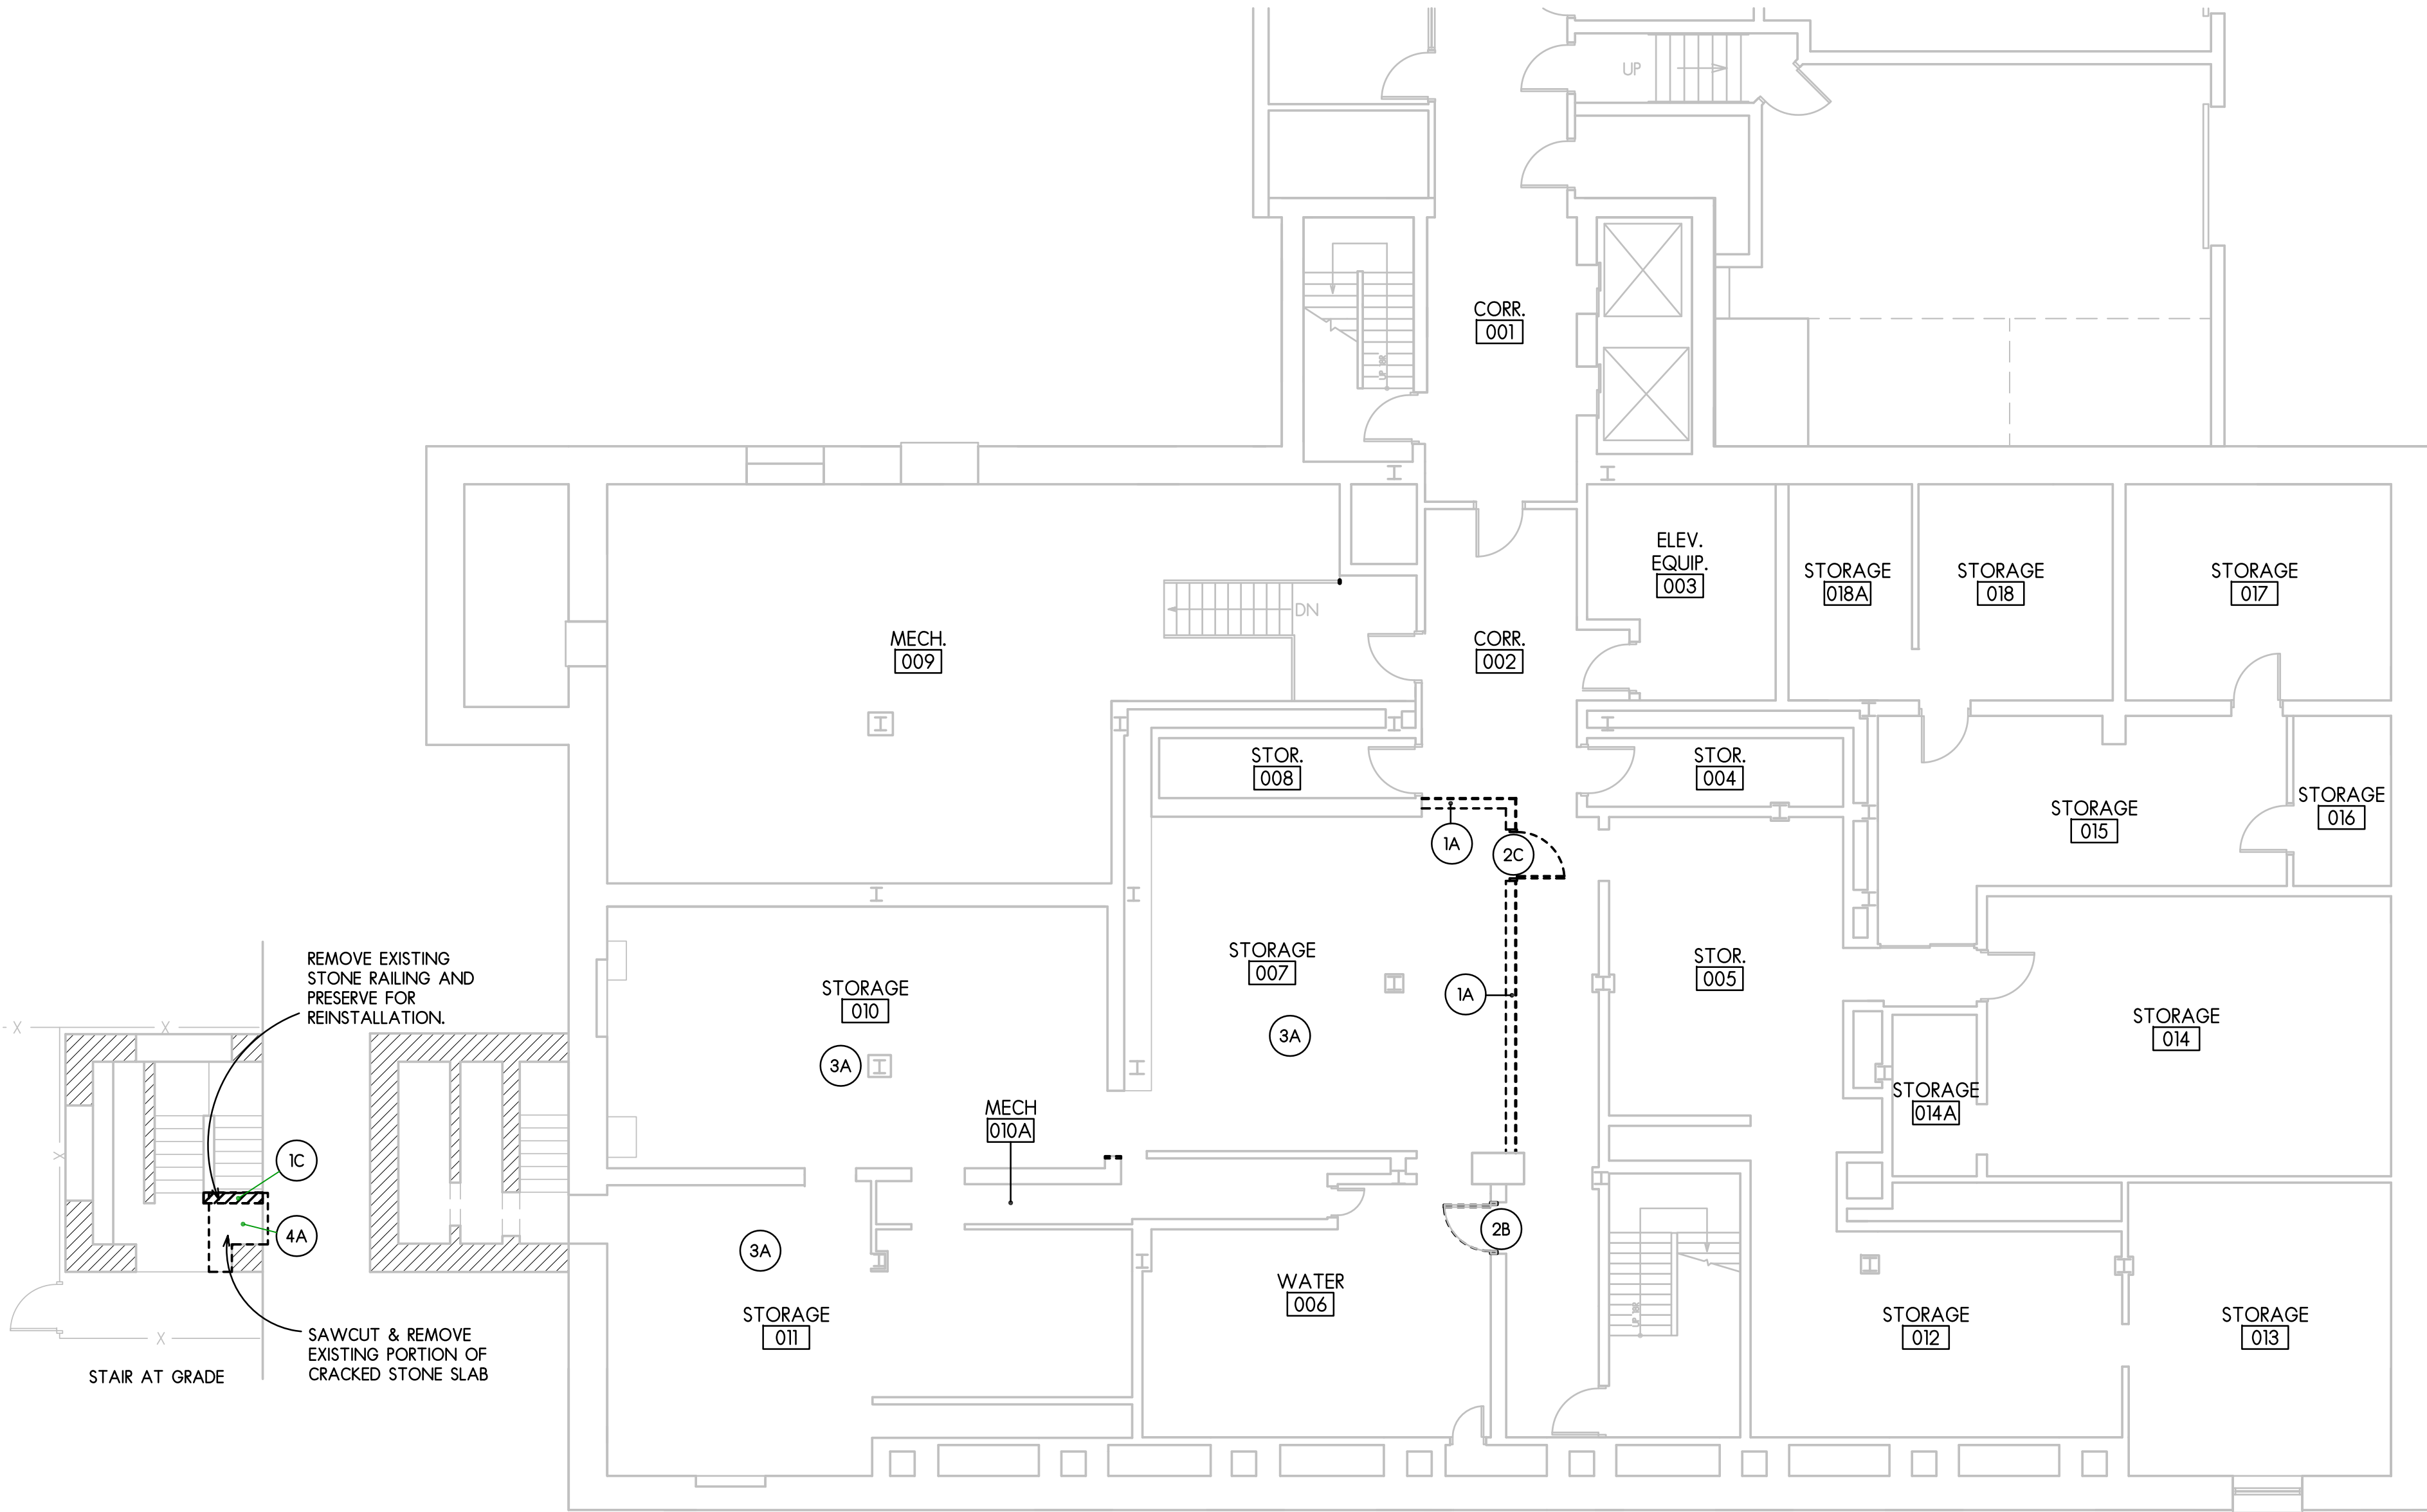 UP
CORR.
001
UP
ELEV.
EQUIP.
003
STORAGE
018A
STORAGE
018
STORAGE
017
DN
MECH.
009
CORR.
002
STOR.
008
STOR.
004
STORAGE
015
STORAGE
016
1A
2C
REMOVE EXISTING
STONE RAILING AND
PRESERVE FOR
REINSTALLATION.
STORAGE
010
STORAGE
007
STOR.
005
1A
3A
3A
STORAGE
014
X
X
X
MECH
010A
STORAGE
014A
1C
4A
3A
2B
WATER
006
STORAGE
011
STORAGE
012
STORAGE
013
X
SAWCUT & REMOVE
EXISTING PORTION OF
CRACKED STONE SLAB
STAIR AT GRADE